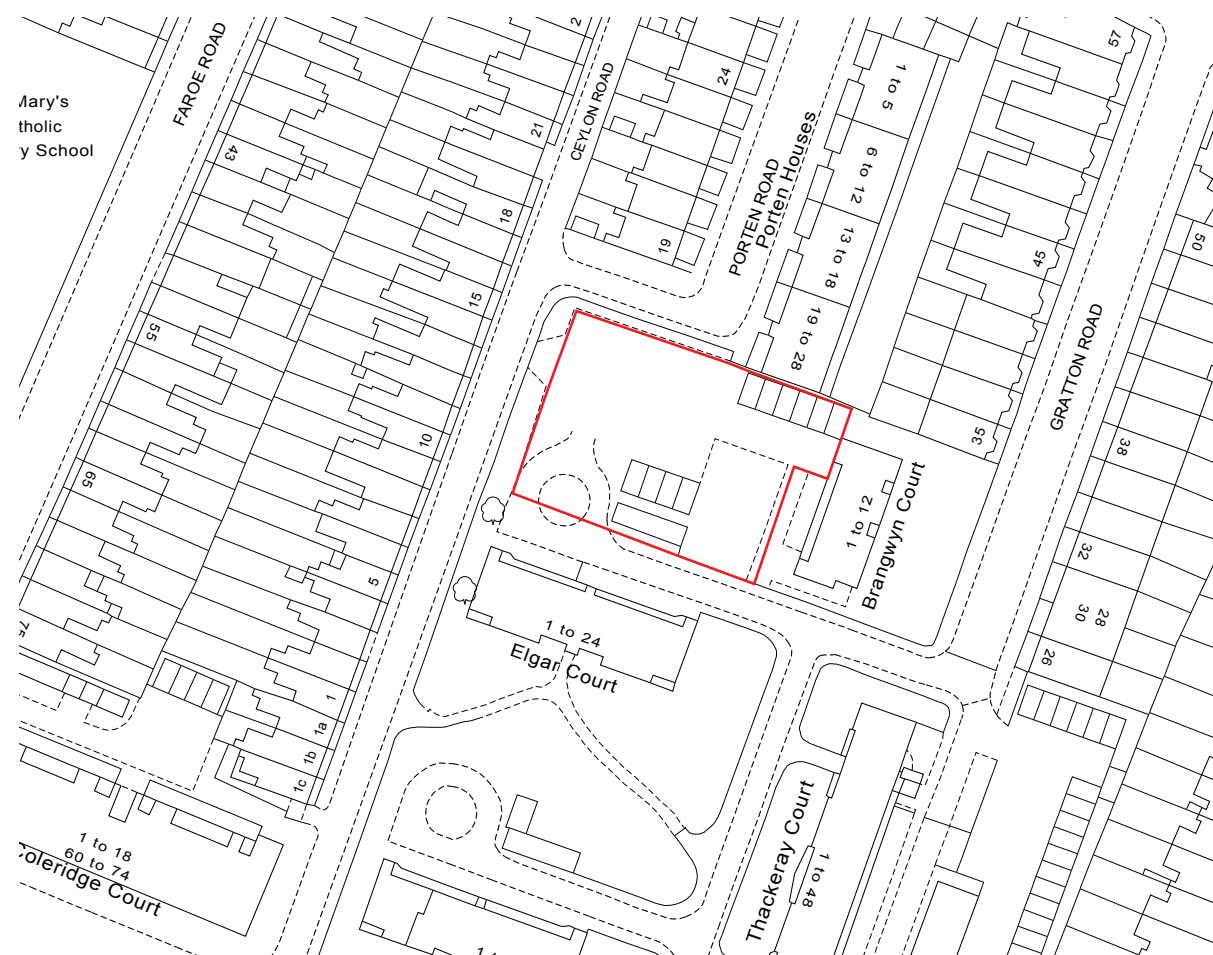 FAROE ROAD
Mary's
tholic
y School
43
55
65
75
21
18
15
10
5
1
1a
1b
1c
2
CEYLON ROAD
24
19
PORTEN ROAD
Porten Houses
1 to 5
6 to 12
13 to 18
19 to 28
57
45
35
GRATTON ROAD
50
38
32
28
30
26
1 to 12
Brangwyn Court
1 to 24
Elgar Court
Thackeray Court
1 to 48
1 to 18
60 to 74
Coleridge Court